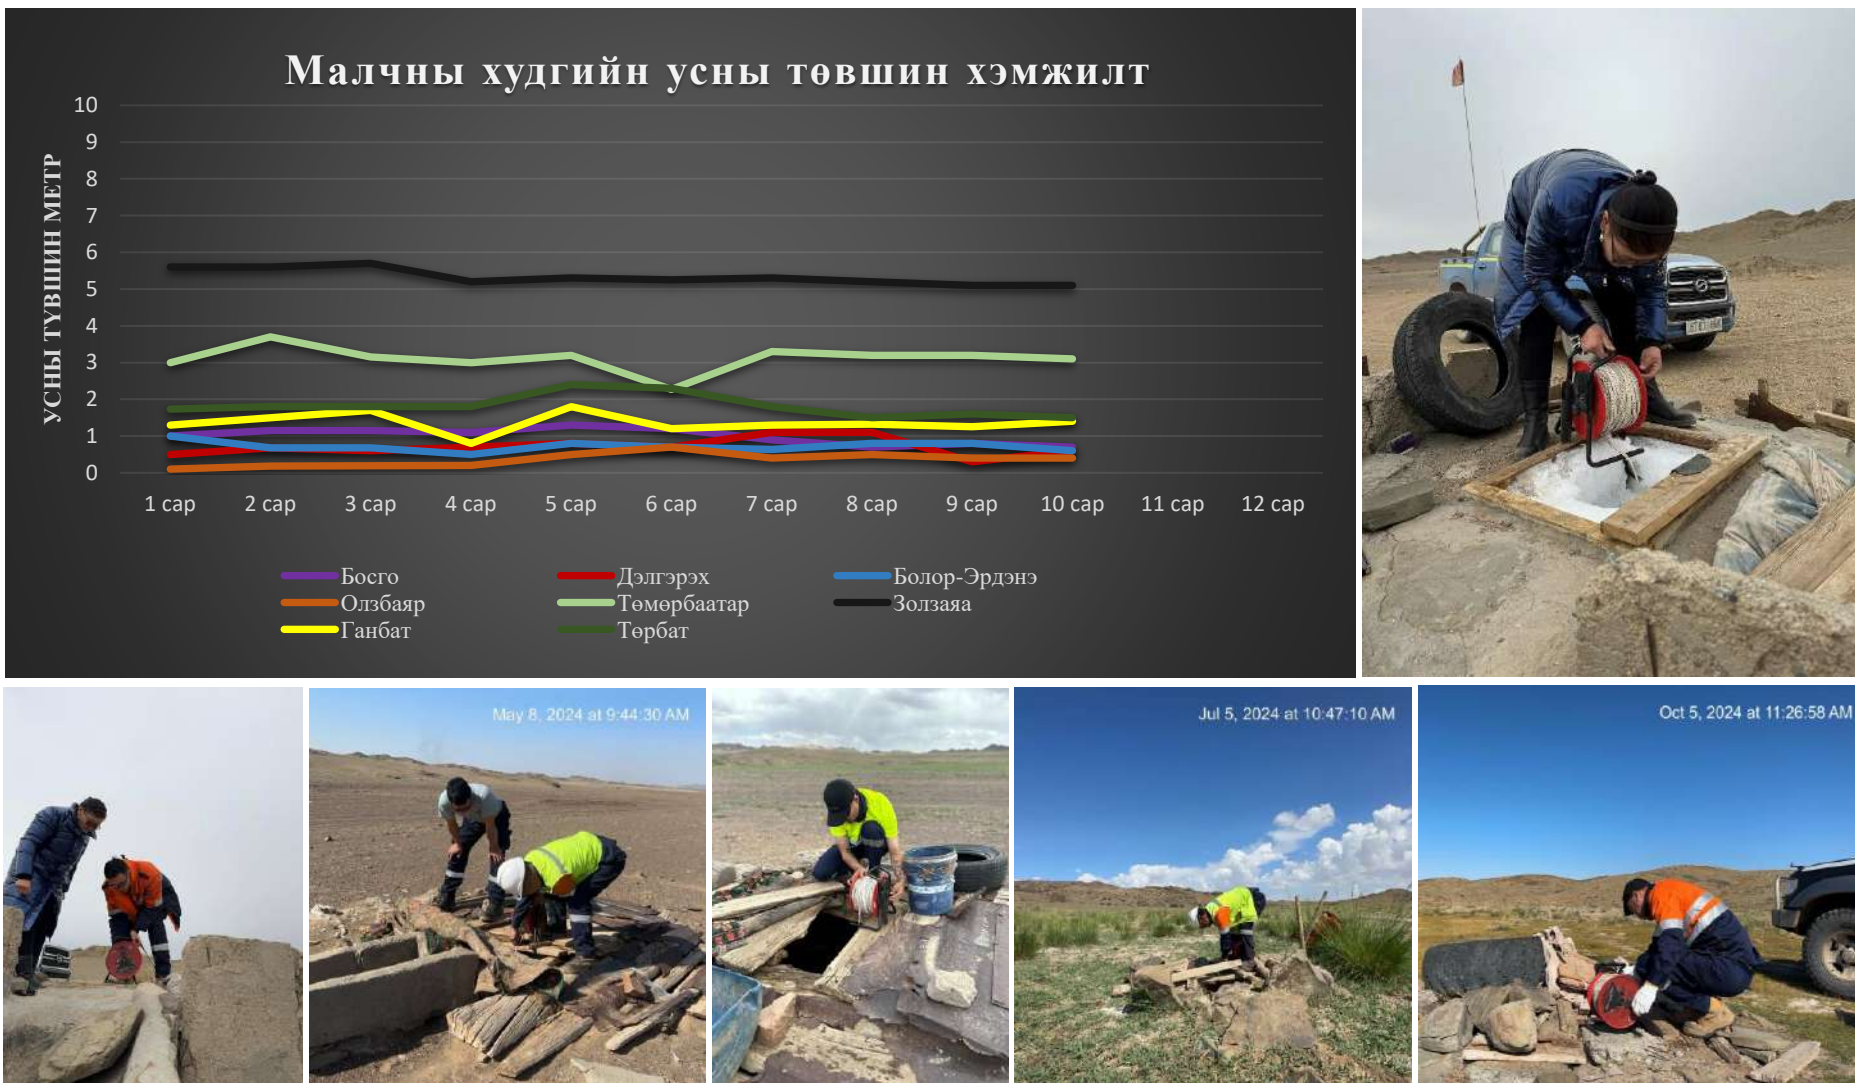 Малчны худгийн усны төвшин хэмжилт
УСНЫ ТҮВШИН МЕТР
10
9
8
7
6
5
4
3
2
1
0
1 сар 2 сар 3 сар 4 сар 5 сар 6 сар 7 сар 8 сар 9 сар 10 сар 11 сар 12 сар
Босго Дэлгэрэх Болор-Эрдэнэ
Олзбаяр Төмөрбаатар Золзаяа
Ганбат Төрбат
May 8, 2024 at 9:44:30 AM
Jul 5, 2024 at 10:47:10 AM
Oct 5, 2024 at 11:26:58 AM